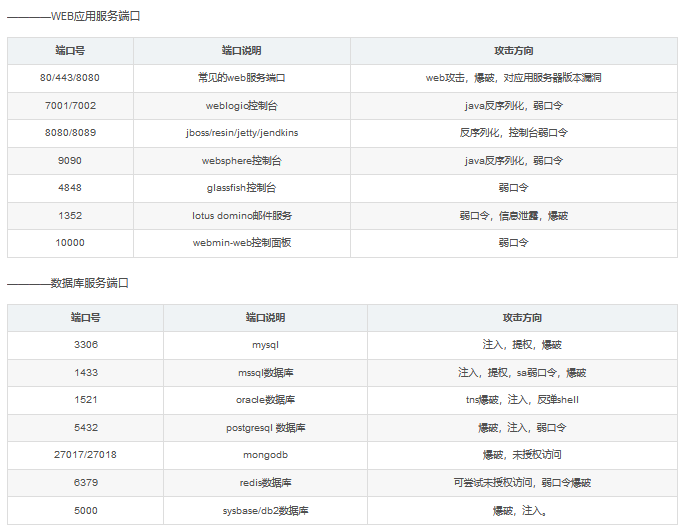 ————WEB应用服务端口
端口号 端口说明 攻击方向
80/443/8080 常见的web服务端口 web攻击，爆破，对应用服务器版本漏洞
7001/7002 weblogic控制台 java反序列化，弱口令
8080/8089 jboss/resin/jetty/jendkins 反序列化，控制台弱口令
9090 websphere控制台 java反序列化，弱口令
4848 glassfish控制台 弱口令
1352 lotus domino邮件服务 弱口令，信息泄露，爆破
10000 webmin-web控制面板 弱口令
————数据库服务端口
端口号 端口说明 攻击方向
3306 mysql 注入，提权，爆破
1433 mssql数据库 注入，提权，sa弱口令，爆破
1521 oracle数据库 tns爆破，注入，反弹shell
5432 postgresql 数据库 爆破，注入，弱口令
27017/27018 mongodb 爆破，未授权访问
6379 redis数据库 可尝试未授权访问，弱口令爆破
5000 sysbase/db2数据库 爆破，注入。